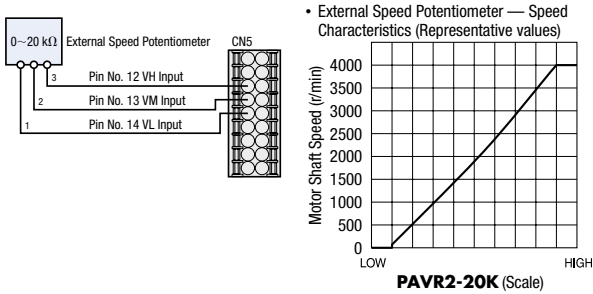 0~20 kΩ
External Speed Potentiometer
CN5
3
Pin No. 12 VH Input
2
Pin No. 13 VM Input
1
Pin No. 14 VL Input
• External Speed Potentiometer — Speed
Characteristics (Representative values)
Motor Shaft Speed (r/min)
4000
3500
3000
2500
2000
1500
1000
500
0
LOW
HIGH
PAVR2-20K (Scale)